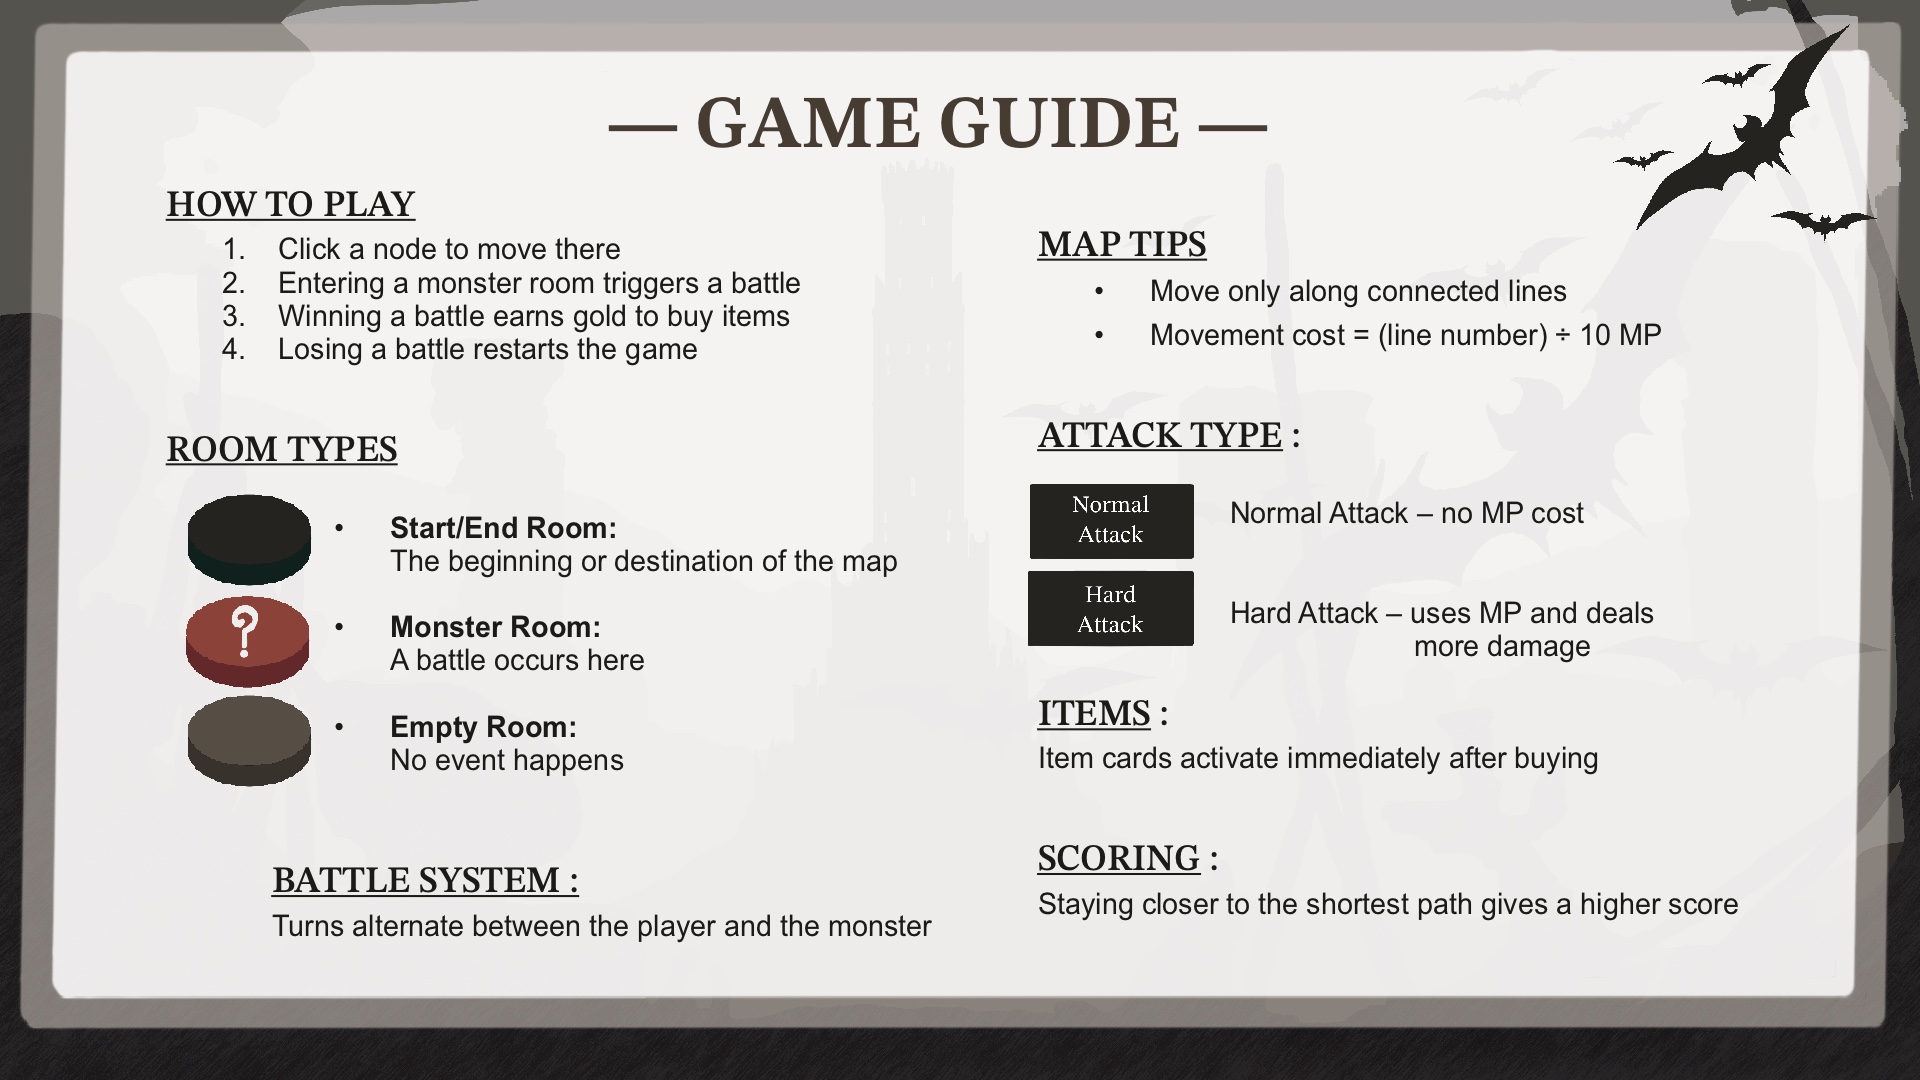 — GAME GUIDE —
HOW TO PLAY
1. Click a node to move there
2. Entering a monster room triggers a battle
3. Winning a battle earns gold to buy items
4. Losing a battle restarts the game
ROOM TYPES
• Start/End Room:
The beginning or destination of the map
?
• Monster Room:
A battle occurs here
• Empty Room:
No event happens
BATTLE SYSTEM :
Turns alternate between the player and the monster
MAP TIPS
• Move only along connected lines
• Movement cost = (line number) ÷ 10 MP
ATTACK TYPE :
Normal
Attack
Normal Attack – no MP cost
Hard
Attack
Hard Attack – uses MP and deals
more damage
ITEMS :
Item cards activate immediately after buying
SCORING :
Staying closer to the shortest path gives a higher score